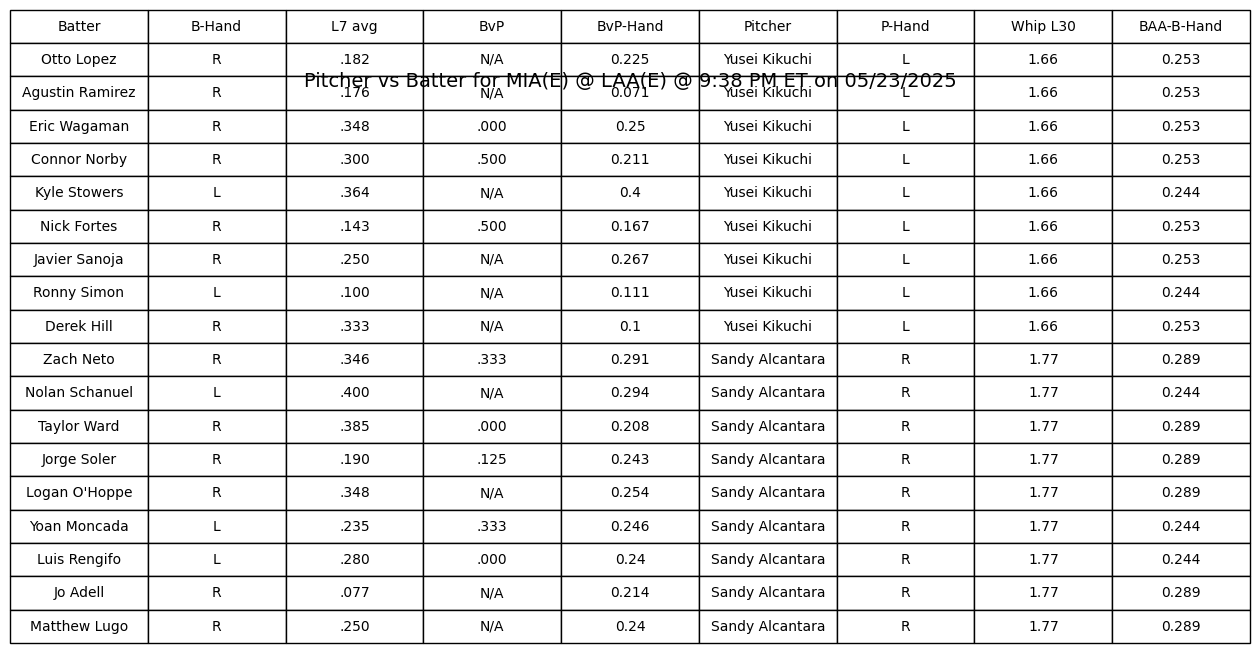 Batter B-Hand L7 avg BvP BvP-Hand Pitcher P-Hand Whip L30 BAA-B-Hand
Otto Lopez R .182 N/A 0.225 Yusei Kikuchi L 1.66 0.253
Pitcher vs Batter for MIA(E) @ LAA(E) @ 9:38 PM ET on 05/23/2025
Agustin Ramirez R .176 N/A 0.071 Yusei Kikuchi L 1.66 0.253
Eric Wagaman R .348 .000 0.25 Yusei Kikuchi L 1.66 0.253
Connor Norby R .300 .500 0.211 Yusei Kikuchi L 1.66 0.253
Kyle Stowers L .364 N/A 0.4 Yusei Kikuchi L 1.66 0.244
Nick Fortes R .143 .500 0.167 Yusei Kikuchi L 1.66 0.253
Javier Sanoja R .250 N/A 0.267 Yusei Kikuchi L 1.66 0.253
Ronny Simon L .100 N/A 0.111 Yusei Kikuchi L 1.66 0.244
Derek Hill R .333 N/A 0.1 Yusei Kikuchi L 1.66 0.253
Zach Neto R .346 .333 0.291 Sandy Alcantara R 1.77 0.289
Nolan Schanuel L .400 N/A 0.294 Sandy Alcantara R 1.77 0.244
Taylor Ward R .385 .000 0.208 Sandy Alcantara R 1.77 0.289
Jorge Soler R .190 .125 0.243 Sandy Alcantara R 1.77 0.289
Logan O'Hoppe R .348 N/A 0.254 Sandy Alcantara R 1.77 0.289
Yoan Moncada L .235 .333 0.246 Sandy Alcantara R 1.77 0.244
Luis Rengifo L .280 .000 0.24 Sandy Alcantara R 1.77 0.244
Jo Adell R .077 N/A 0.214 Sandy Alcantara R 1.77 0.289
Matthew Lugo R .250 N/A 0.24 Sandy Alcantara R 1.77 0.289